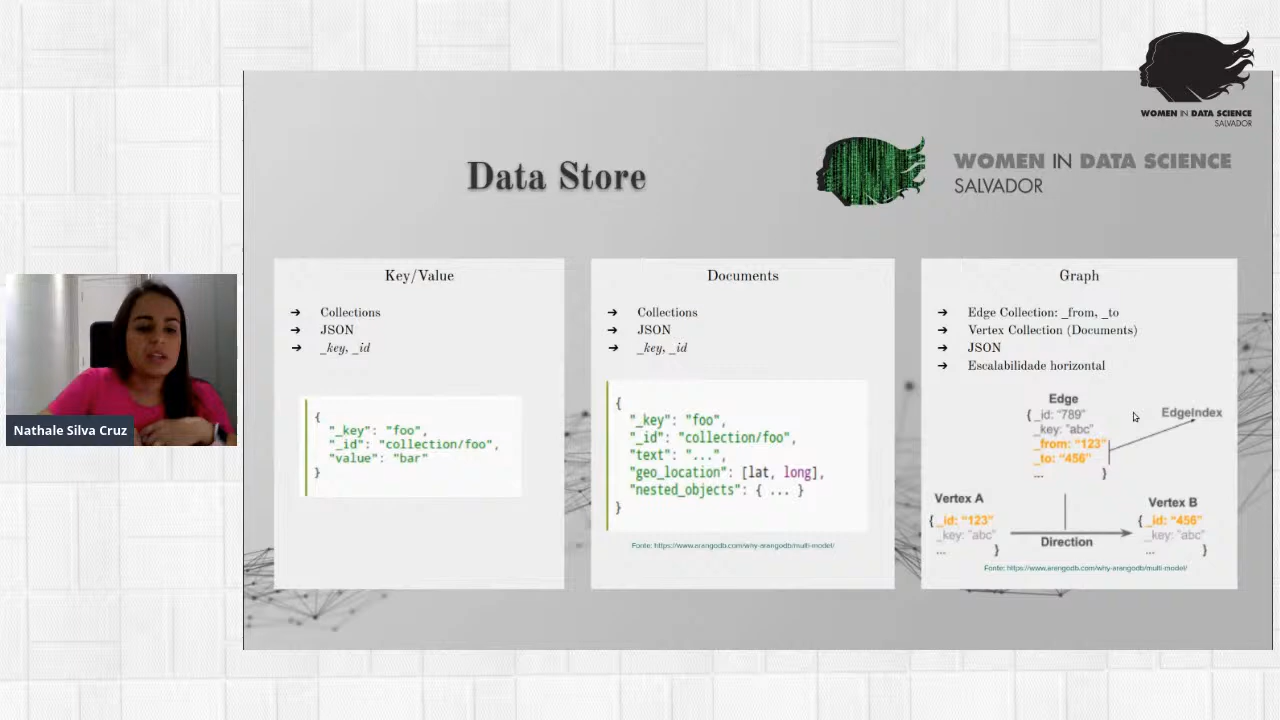 WOMEN IN DATA SCIENCE
SALVADOR
Data Store
WOMEN IN DATA SCIENCE
SALVADOR
Nathale Silva Cruz
Key/Value
➔ Collections
➔ JSON
➔ _key, _id
{
"_key": "foo",
"_id": "collection/foo",
"value": "bar"
}
Documents
➔ Collections
➔ JSON
➔ _key, _id
{
"_key": "foo",
"_id": "collection/foo",
"text": "...",
"geo_location": [lat, long],
"nested_objects": { ... }
}
Fonte: https://www.arangodb.com/why-arangodb/multi-model/
Graph
➔ Edge Collection: _from, _to
➔ Vertex Collection (Documents)
➔ JSON
➔ Escalabilidade horizontal
Edge
{ _id: "789"
_key: "abc"
_from: "123"
_to: "456"
... }
EdgeIndex
Vertex A
{ _id: "123"
_key: "abc"
... }
Direction
Vertex B
{ _id: "456"
_key: "abc"
... }
Fonte: https://www.arangodb.com/why-arangodb/multi-model/